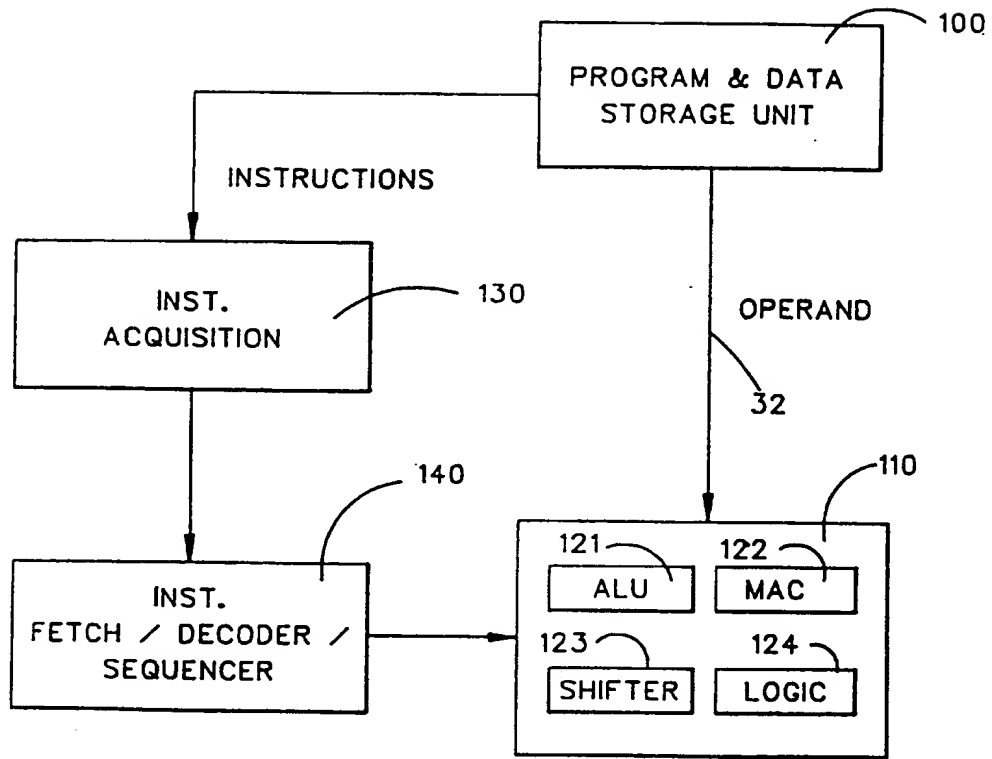 100
PROGRAM & DATA
STORAGE UNIT
INSTRUCTIONS
INST.
ACQUISITION
130
OPERAND
32
140
110
INST.
FETCH / DECODER /
SEQUENCER
121
ALU
122
MAC
123
SHIFTER
124
LOGIC